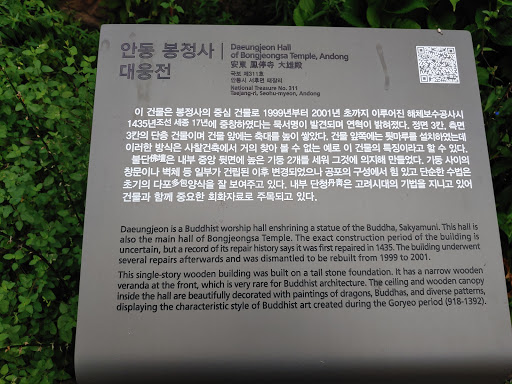 안동 봉정사
대웅전
Daeungjeon Hall
of Bongjeongsa Temple, Andong
安東 鳳停寺 大雄殿
국보 제311호
안동시 서후면 태장리
National Treasure No. 311
Taejang-ri, Seohu-myeon, Andong
이 건물은 봉정사의 중심 건물로 1999년부터 2001년 초까지 이루어진 해체보수공사시
1435년조선 세종 17년에 중창하였다는 묵서명이 발견되며 연혁이 밝혀졌다. 정면 3칸, 측면
3칸의 단층 건물이며 건물 앞에는 축대를 높이 쌓았다. 건물 앞쪽에는 툇마루를 설치하였는데
이러한 방식은 사찰건축에서 거의 찾아 볼 수 없는 예로 이 건물의 특징이라고 할 수 있다.
불단佛壇은 내부 중앙 뒷면에 높은 기둥 2개를 세워 그것에 의지해 만들었다. 기둥 사이의
창문이나 벽체 등 일부가 건립된 이후 변경되었으나 공포의 구성에서 힘 있고 단순한 수법은
초기의 다포多包양식을 잘 보여주고 있다. 내부 단청丹靑은 고려시대의 기법을 지니고 있어
건물과 함께 중요한 회화자료로 주목되고 있다.
Daeungjeon is a Buddhist worship hall enshrining a statue of the Buddha, Sakyamuni. This hall is
also the main hall of Bongjeongsa Temple. The exact construction period of the building is
uncertain, but a record of its repair history says it was first repaired in 1435. The building underwent
several repairs afterwards and was dismantled to be rebuilt from 1999 to 2001.
This single-story wooden building was built on a tall stone foundation. It has a narrow wooden
veranda at the front, which is very rare for Buddhist architecture. The ceiling and wooden canopy
inside the hall are beautifully decorated with paintings of dragons, Buddhas, and diverse patterns,
displaying the characteristic style of Buddhist art created during the Goryeo period (918-1392).